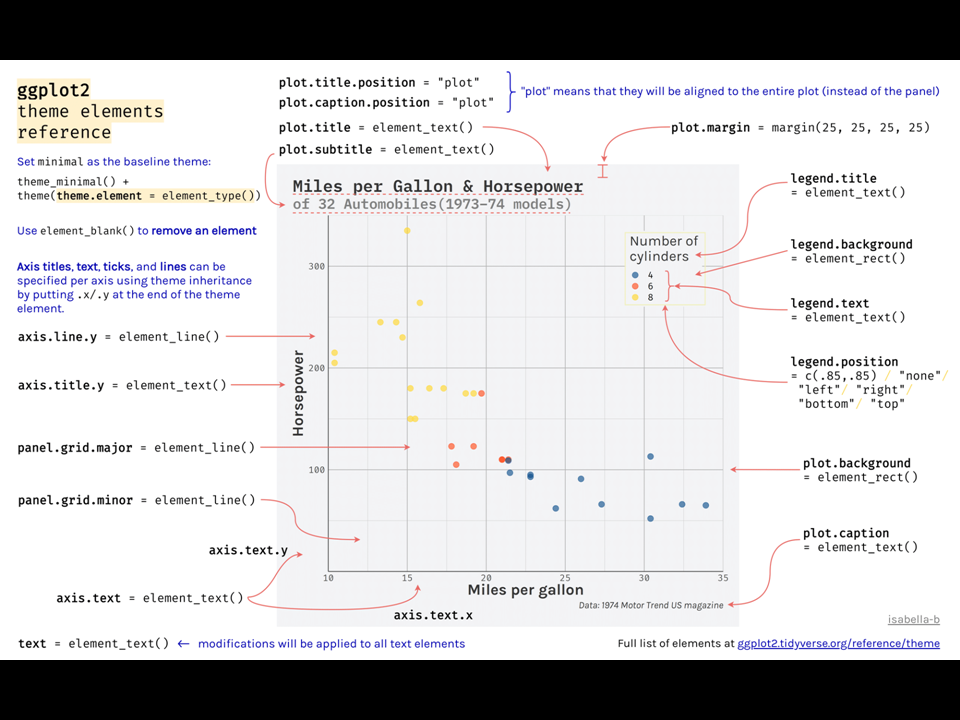 ggplot2
theme elements
reference
Set minimal as the baseline theme:
theme_minimal() +
theme(theme.element = element_type())
Use element_blank() to remove an element
Axis titles, text, ticks, and lines can be
specified per axis using theme inheritance
by putting .x/.y at the end of the theme
element.
axis.line.y = element_line()
axis.title.y = element_text()
panel.grid.major = element_line()
panel.grid.minor = element_line()
axis.text.y
axis.text = element_text()
axis.text.x
text = element_text() ← modifications will be applied to all text elements
plot.title.position = "plot"
plot.caption.position = "plot"
"plot" means that they will be aligned to the entire plot (instead of the panel)
plot.title = element_text()
plot.subtitle = element_text()
plot.margin = margin(25, 25, 25, 25)
Miles per Gallon & Horsepower
of 32 Automobiles(1973-74 models)
Number of
cylinders
4
6
8
Horsepower
300
200
100
10 15 20 25 30 35
Miles per gallon
Data: 1974 Motor Trend US magazine
legend.title
= element_text()
legend.background
= element_rect()
legend.text
= element_text()
legend.position
= c(.85,.85) / "none"/
"left"/ "right"/
"bottom"/ "top"
plot.background
= element_rect()
plot.caption
= element_text()
isabella-b
Full list of elements at ggplot2.tidyverse.org/reference/theme